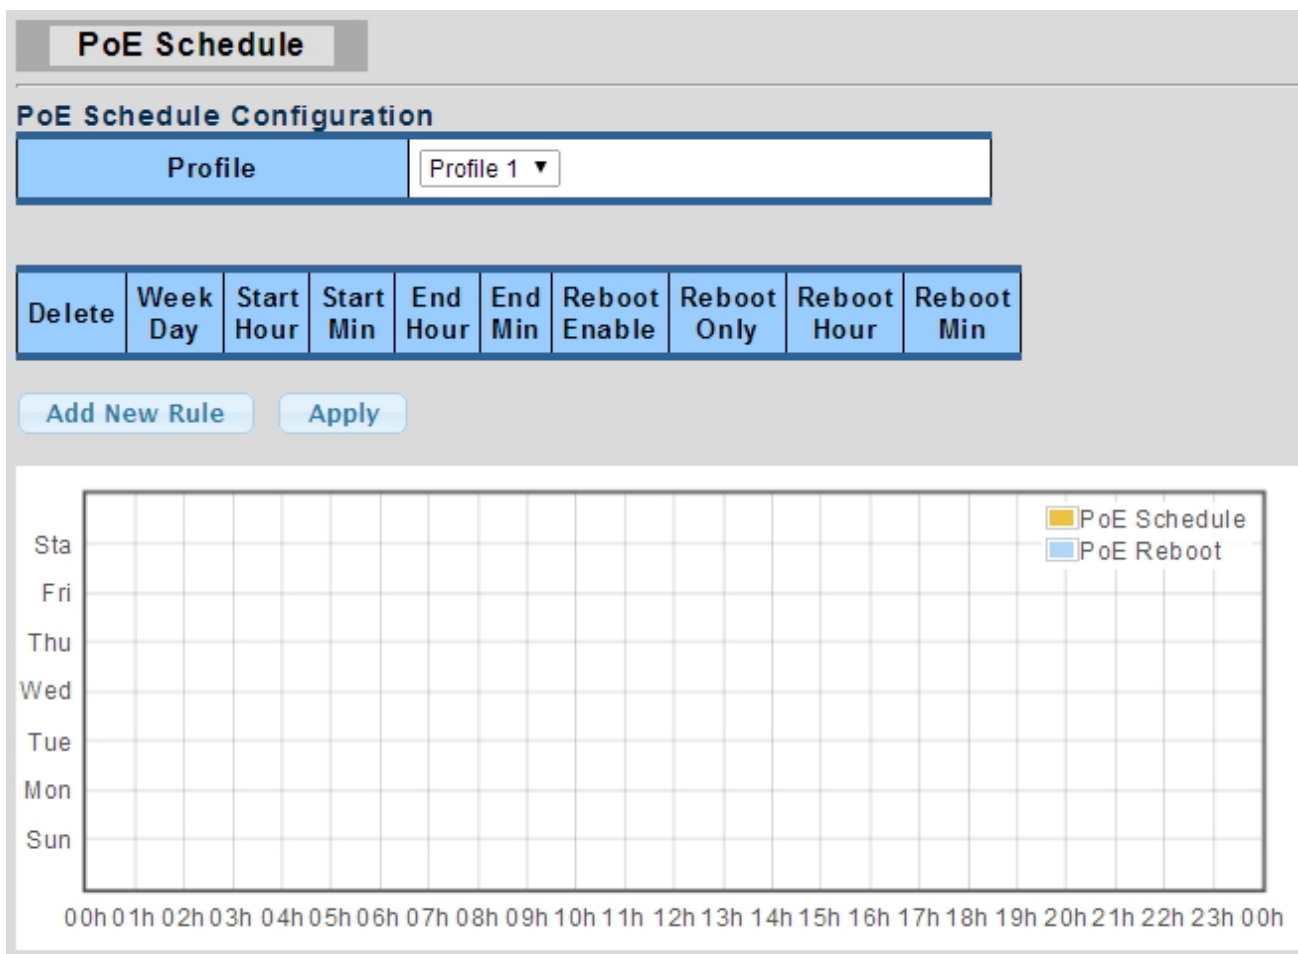 PoE Schedule
PoE Schedule Configuration
Profile Profile 1
Delete Week Day Start Hour Start Min End Hour End Min Reboot Enable Reboot Only Reboot Hour Reboot Min
Add New Rule Apply
PoE Schedule
PoE Reboot
Sta
Fri
Thu
Wed
Tue
Mon
Sun
00h 01h 02h 03h 04h 05h 06h 07h 08h 09h 10h 11h 12h 13h 14h 15h 16h 17h 18h 19h 20h 21h 22h 23h 00h